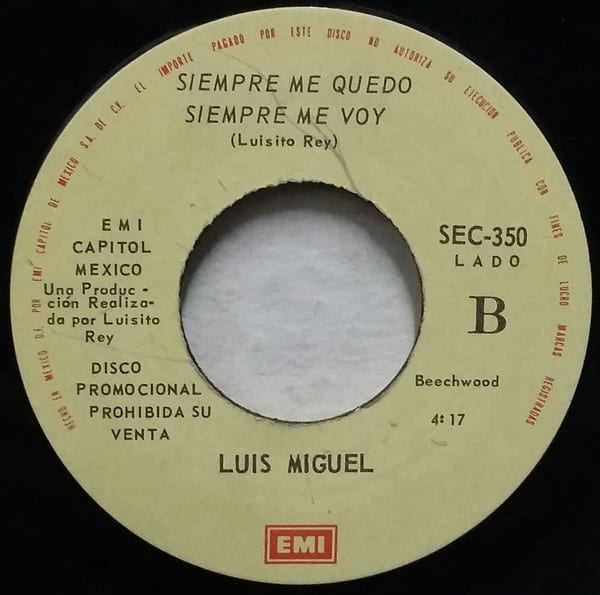 HECHO EN MEXICO D.F. POR EMI CAPITOL DE MEXICO S.A. DE C.V. EL IMPORTE PAGADO POR ESTE DISCO NO AUTORIZA SU EJECUCION PUBLICA CON FINES DE LUCRO MARCAS REGISTRADAS
SIEMPRE ME QUEDO
SIEMPRE ME VOY
(Luisito Rey)
EMI
CAPITOL
MEXICO
Una Produc-
ción Realiza-
da por Luisito
Rey
DISCO
PROMOCIONAL
PROHIBIDA SU
VENTA
SEC-350
LADO
B
Beechwood
4:17
LUIS MIGUEL
EMI